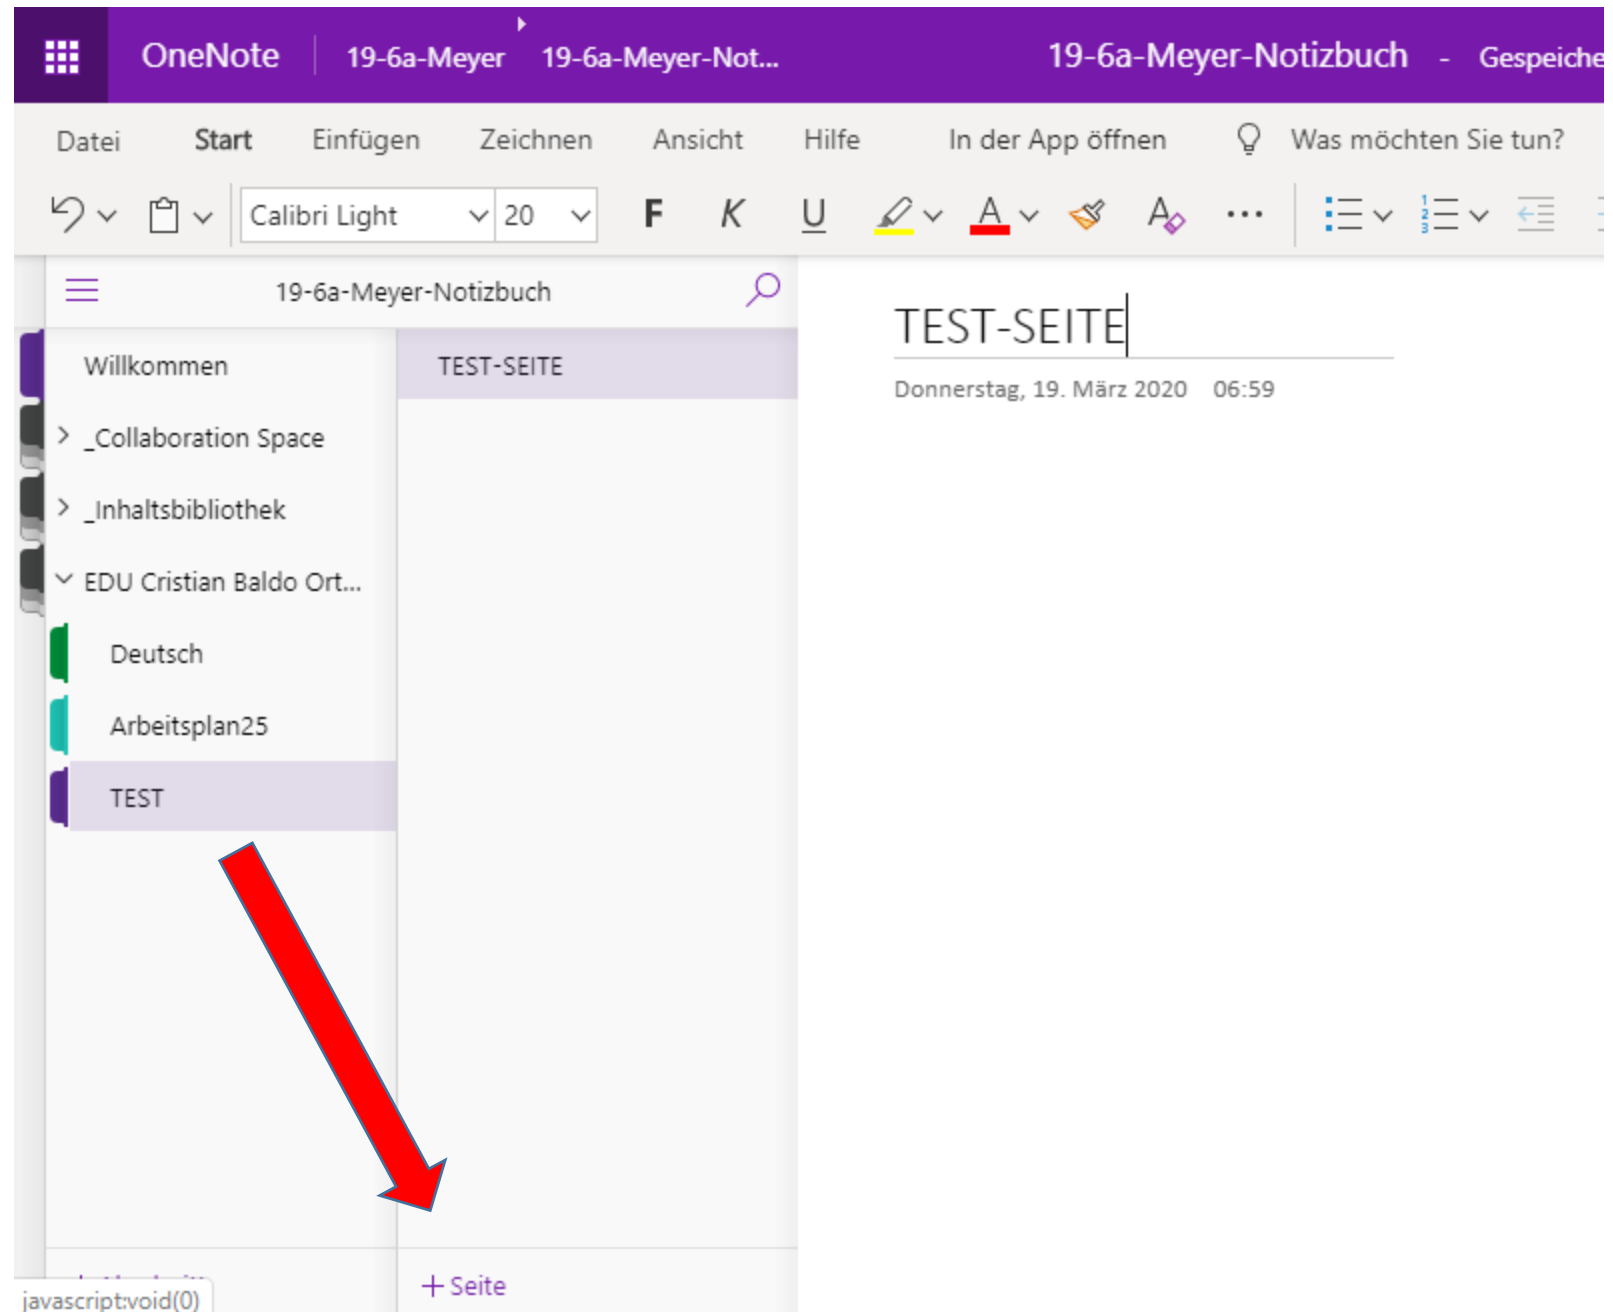 OneNote 19-6a-Meyer 19-6a-Meyer-Not... 19-6a-Meyer-Notizbuch - Gespeiche
Datei Start Einfügen Zeichnen Ansicht Hilfe In der App öffnen Was möchten Sie tun?
Calibri Light 20 F K U A A ...
19-6a-Meyer-Notizbuch
Willkommen
_Collaboration Space
_Inhaltsbibliothek
EDU Cristian Baldo Ort...
Deutsch
Arbeitsplan25
TEST
TEST-SEITE
TEST-SEITE
Donnerstag, 19. März 2020 06:59
+ Seite
javascript:void(0)